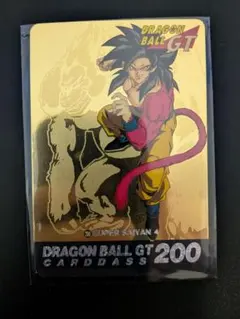 DRAGON
BALL GT
SUPER SAIYAN 4
DRAGON BALL GT 200
CARDDASS